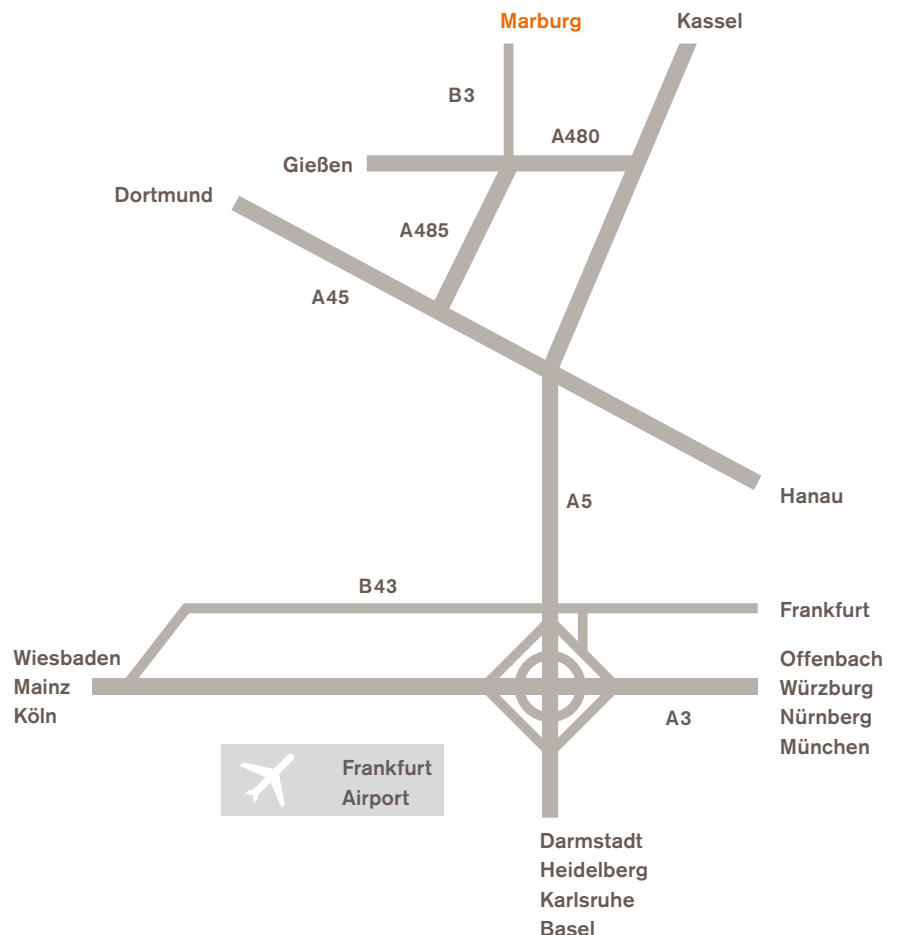 Marburg
Kassel
B3
A480
Gießen
Dortmund
A485
A45
Hanau
A5
B43
Frankfurt
Wiesbaden
Mainz
Köln
Offenbach
Würzburg
Nürnberg
München
A3
Frankfurt
Airport
Darmstadt
Heidelberg
Karlsruhe
Basel